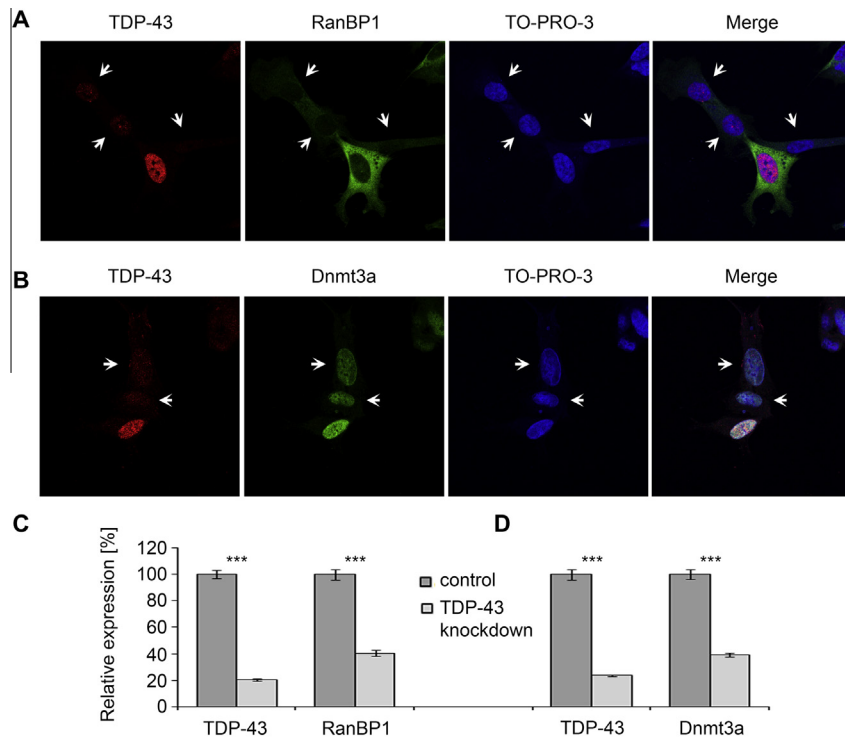 A
TDP-43 RanBP1 TO-PRO-3 Merge
B
TDP-43 Dnmt3a TO-PRO-3 Merge
C D
Relative expression [%]
120
100
80
60
40
20
0
*** *** *** ***
control
TDP-43
knockdown
TDP-43 RanBP1 TDP-43 Dnmt3a